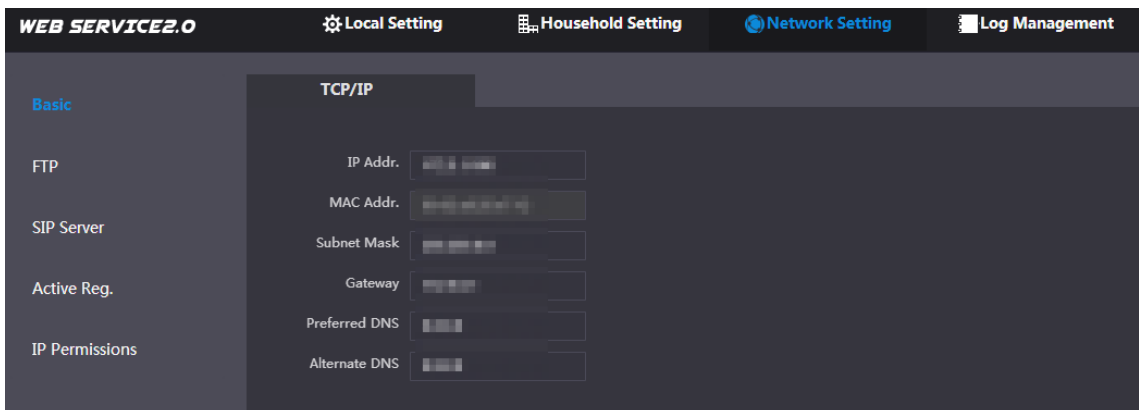 WEB SERVICE2.0 Local Setting Household Setting Network Setting Log Management
Basic
FTP
SIP Server
Active Reg.
IP Permissions
TCP/IP
IP Addr.
MAC Addr.
Subnet Mask
Gateway
Preferred DNS
Alternate DNS